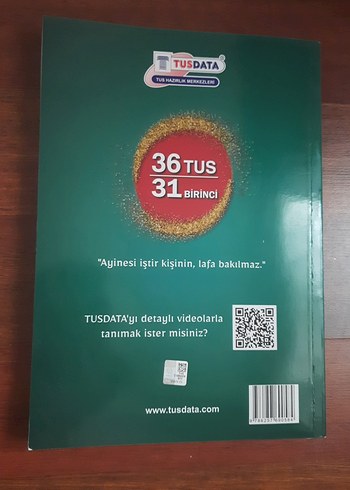 TUSDATA
TUS HAZIRLIK MERKEZLERİ
36 TUS
31 BİRİNCİ
"Ayinesi iştir kişinin, lafa bakılmaz."
TUSDATA'yı detaylı videolarla
tanımak ister misiniz?
www.tusdata.com